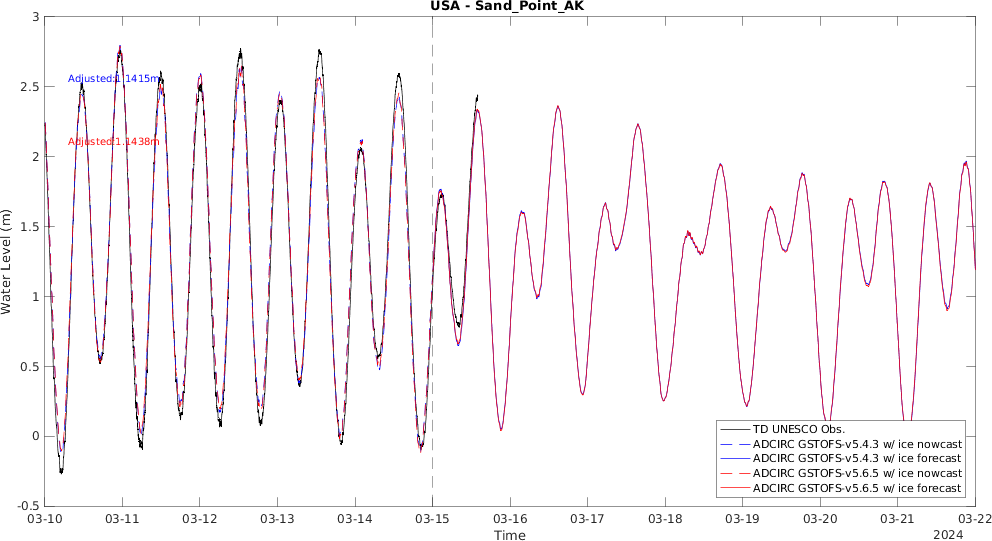 USA - Sand_Point_AK
3
2.5
2
1.5
1
0.5
0
-0.5
Water Level (m)
Adjusted:1.1415m
Adjusted:1.1438m
TD UNESCO Obs.
ADCIRC GSTOFS-v5.4.3 w/ ice nowcast
ADCIRC GSTOFS-v5.4.3 w/ ice forecast
ADCIRC GSTOFS-v5.6.5 w/ ice nowcast
ADCIRC GSTOFS-v5.6.5 w/ ice forecast
03-10 03-11 03-12 03-13 03-14 03-15 03-16 03-17 03-18 03-19 03-20 03-21 03-22
Time
2024